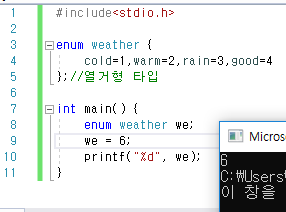 1 #include<stdio.h>
2
3 enum weather {
4 cold=1,warm=2,rain=3,good=4
5 };//열거형 타입
6
7 int main() {
8 enum weather we;
9 we = 6;
10 printf("%d", we);
11 }
Microso
6
C:\Users\
이 창을